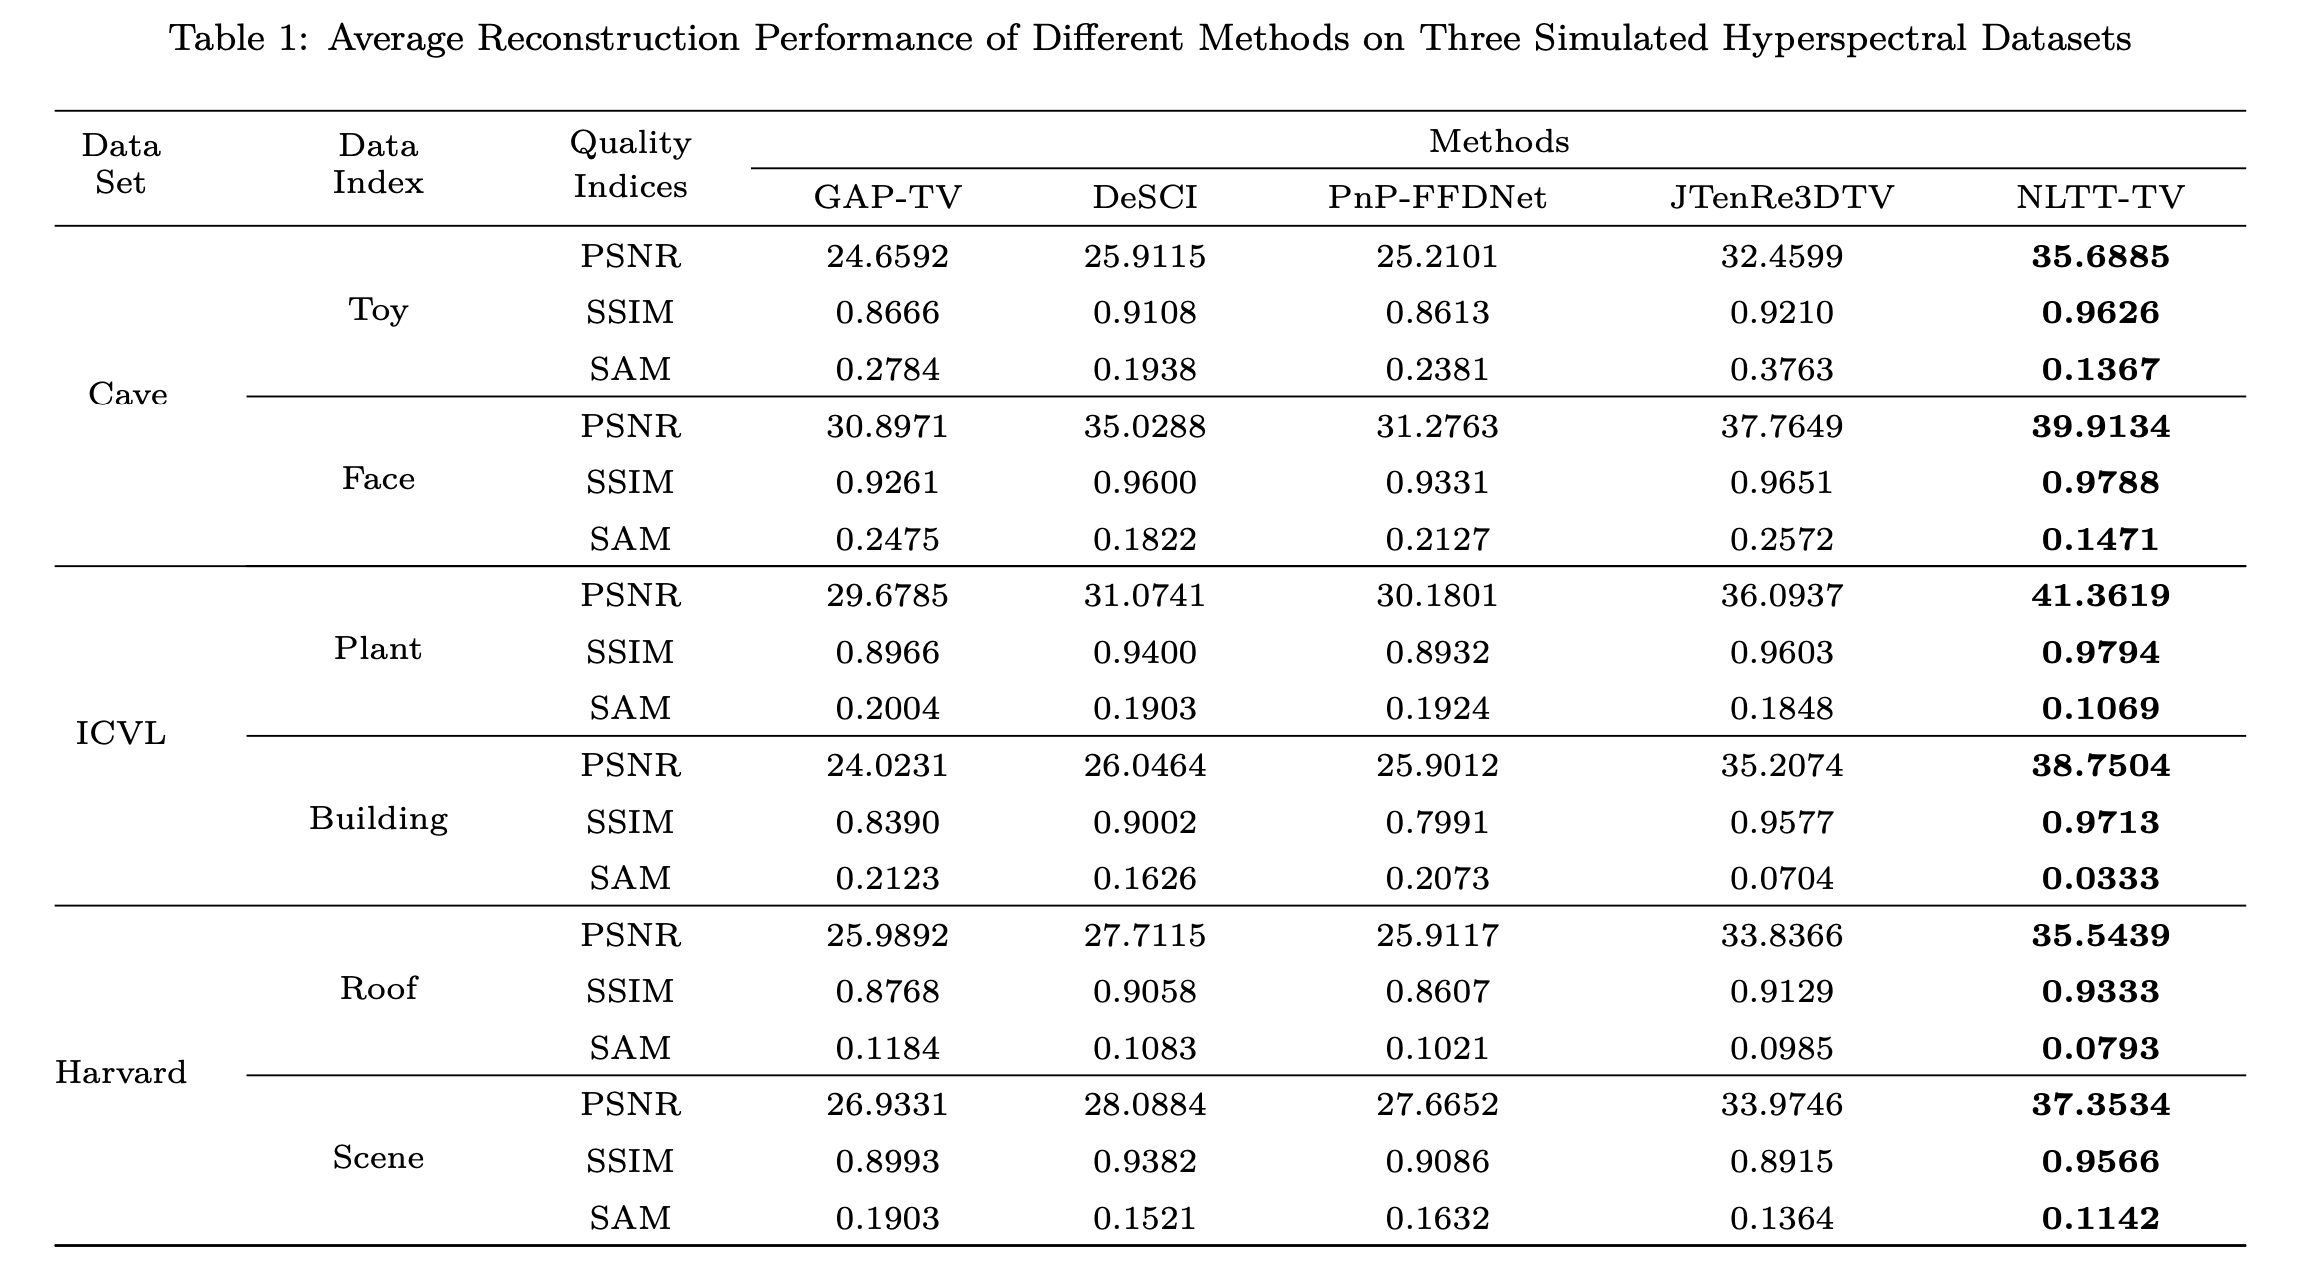 Table 1: Average Reconstruction Performance of Different Methods on Three Simulated Hyperspectral Datasets
Data Set Data Index Quality Indices Methods
GAP-TV DeSCI PnP-FFDNet JTenRe3DTV NLTT-TV
Cave Toy PSNR 24.6592 25.9115 25.2101 32.4599 35.6885
SSIM 0.8666 0.9108 0.8613 0.9210 0.9626
SAM 0.2784 0.1938 0.2381 0.3763 0.1367
Face PSNR 30.8971 35.0288 31.2763 37.7649 39.9134
SSIM 0.9261 0.9600 0.9331 0.9651 0.9788
SAM 0.2475 0.1822 0.2127 0.2572 0.1471
ICVL Plant PSNR 29.6785 31.0741 30.1801 36.0937 41.3619
SSIM 0.8966 0.9400 0.8932 0.9603 0.9794
SAM 0.2004 0.1903 0.1924 0.1848 0.1069
Building PSNR 24.0231 26.0464 25.9012 35.2074 38.7504
SSIM 0.8390 0.9002 0.7991 0.9577 0.9713
SAM 0.2123 0.1626 0.2073 0.0704 0.0333
Harvard Roof PSNR 25.9892 27.7115 25.9117 33.8366 35.5439
SSIM 0.8768 0.9058 0.8607 0.9129 0.9333
SAM 0.1184 0.1083 0.1021 0.0985 0.0793
Scene PSNR 26.9331 28.0884 27.6652 33.9746 37.3534
SSIM 0.8993 0.9382 0.9086 0.8915 0.9566
SAM 0.1903 0.1521 0.1632 0.1364 0.1142